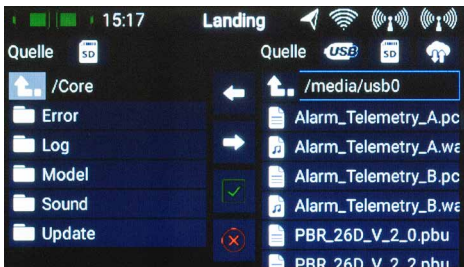 15:17 Landing
Quelle SD
Quelle USB SD
/Core
/media/usb0
Error
Log
Model
Sound
Update
Alarm_Telemetry_A.pc
Alarm_Telemetry_A.wa
Alarm_Telemetry_B.pc
Alarm_Telemetry_B.wa
PBR_26D_V_2_0.pbu
PBR_26D_V_2_2.pbu